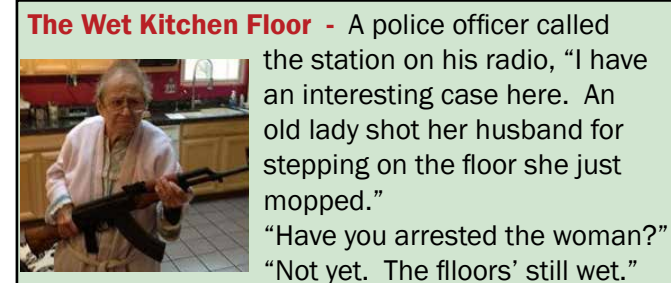 The Wet Kitchen Floor - A police officer called
the station on his radio, “I have
an interesting case here. An
old lady shot her husband for
stepping on the floor she just
mopped.”
“Have you arrested the woman?”
“Not yet. The flloors’ still wet.”